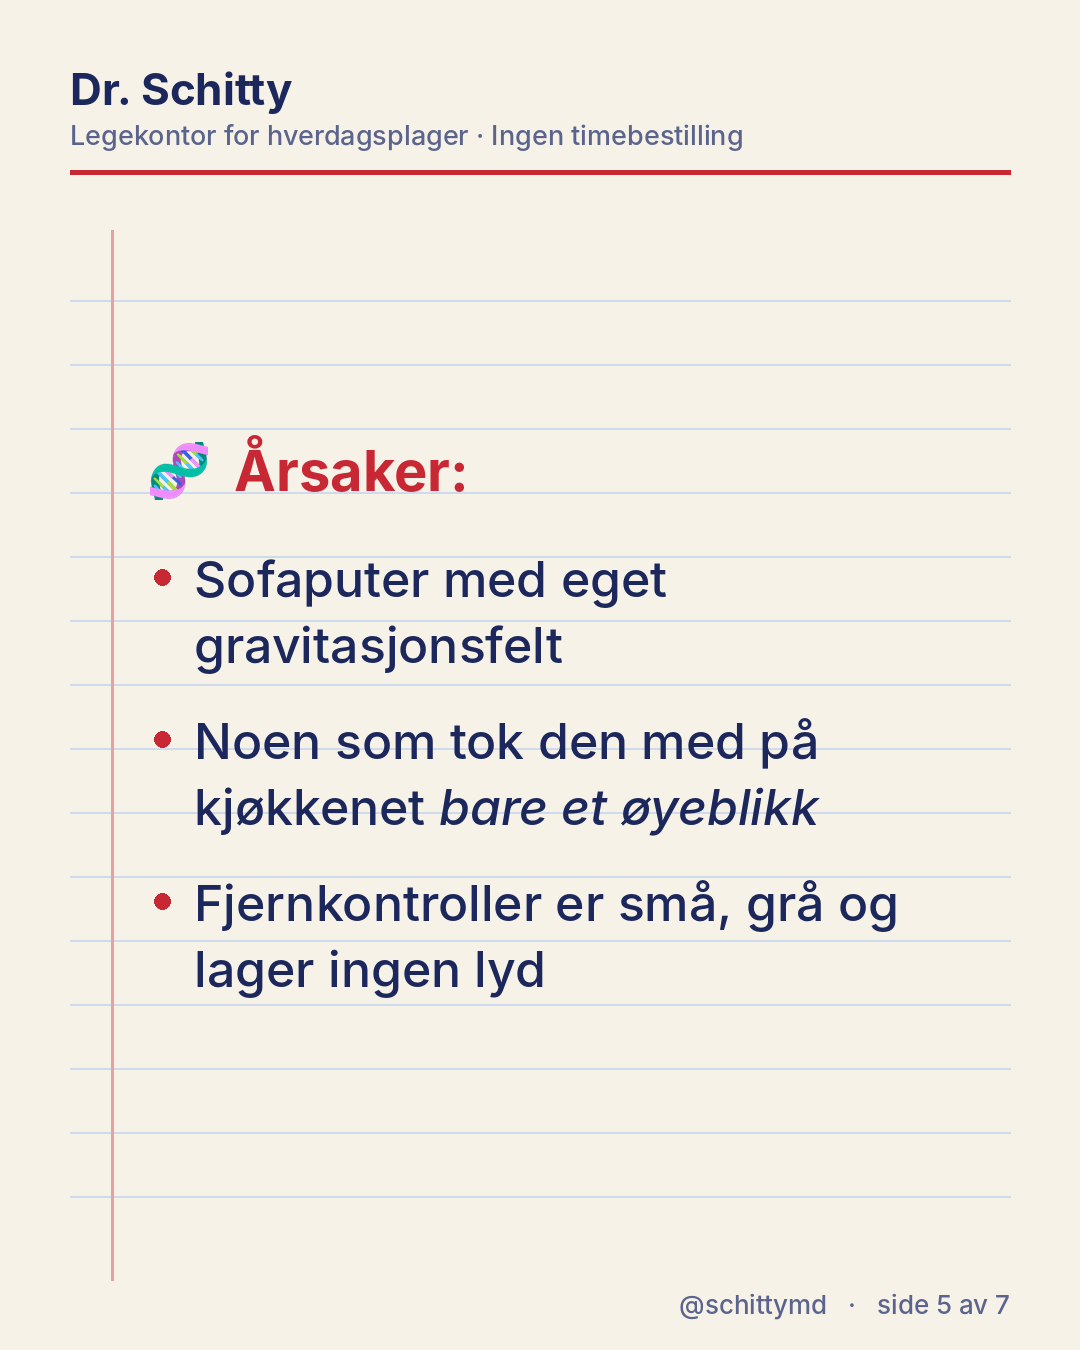 Dr. Schitty
Legekontor for hverdagsplager · Ingen timebestilling
🧬 Årsaker:
• Sofaputer med eget
gravitasjonsfelt
• Noen som tok den med på
kjøkkenet bare et øyeblikk
• Fjernkontroller er små, grå og
lager ingen lyd
@schittymd · side 5 av 7